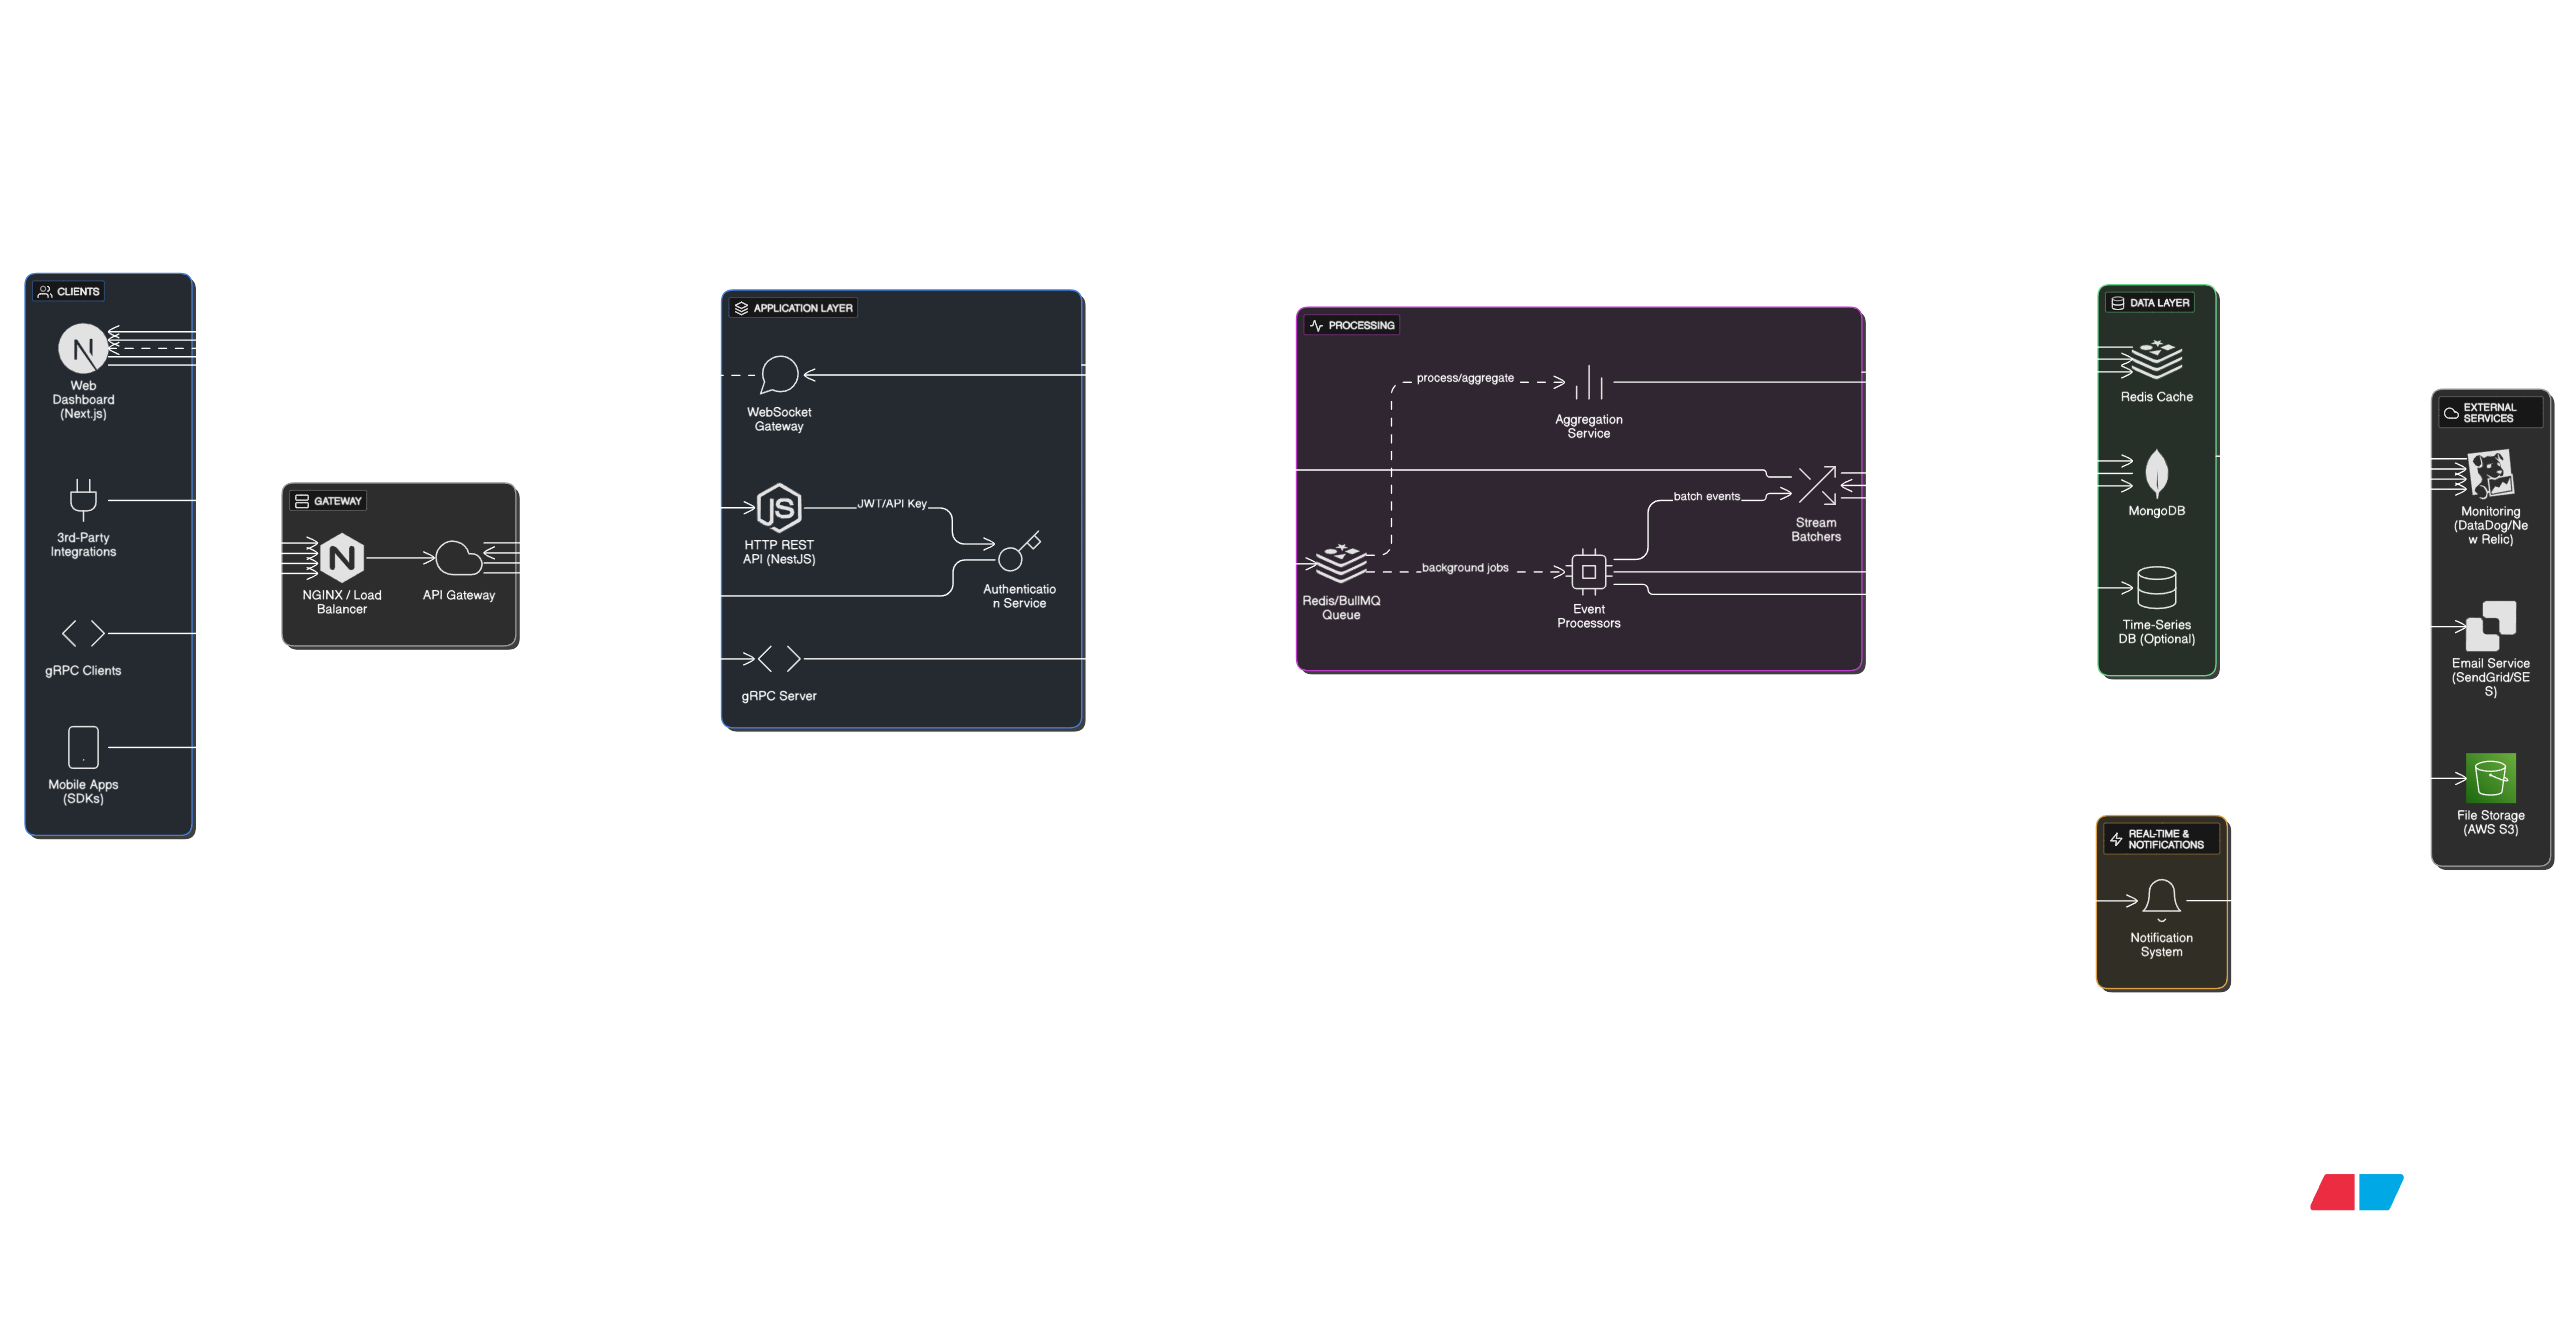 CLIENTS
Web
Dashboard
(Next.js)
3rd-Party
Integrations
gRPC Clients
Mobile Apps
(SDKs)
GATEWAY
NGINX / Load
Balancer
API Gateway
APPLICATION LAYER
WebSocket
Gateway
HTTP REST
API (NestJS)
JWT/API Key
Authenticatio
n Service
gRPC Server
PROCESSING
process/aggregate
Aggregation
Service
batch events
Stream
Batchers
Redis/BullMQ
Queue
background jobs
Event
Processors
DATA LAYER
Redis Cache
MongoDB
Time-Series
DB (Optional)
REAL-TIME &
NOTIFICATIONS
Notification
System
EXTERNAL
SERVICES
Monitoring
(DataDog/Ne
w Relic)
Email Service
(SendGrid/SE
S)
File Storage
(AWS S3)